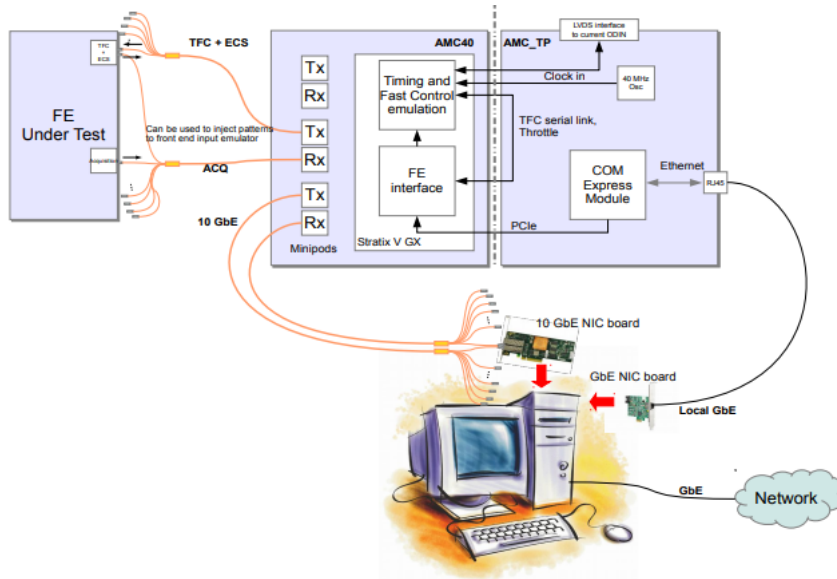 LVDS interface
to current ODIN
TFC + ECS
AMC40
AMC_TP
TFC
+
ECS
Tx
Rx
Timing and
Fast Control
emulation
Clock in
40 MHz
Osc
FE
Under Test
Can be used to inject patterns
to front end input emulator
Tx
Rx
TFC serial link,
Throttle
Acquisition
ACQ
FE
interface
COM
Express
Module
Ethernet
RJ45
10 GbE
Tx
Rx
Minipods
Stratix V GX
PCIe
10 GbE NIC board
GbE NIC board
Local GbE
GbE
Network